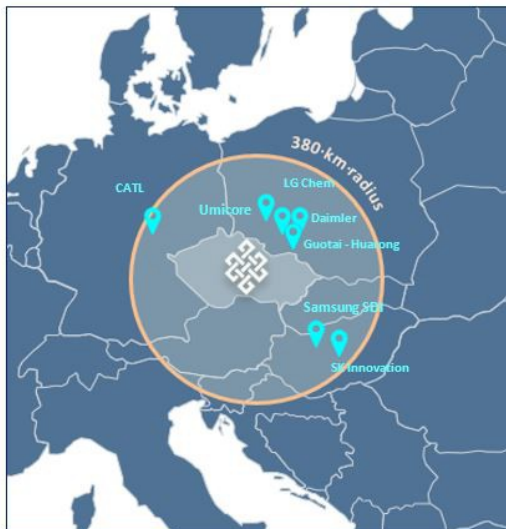 380-km-radius
LG Chem
CATL
Umicore
Daimler
Guotai - Huarong
Samsung SDI
SK Innovation